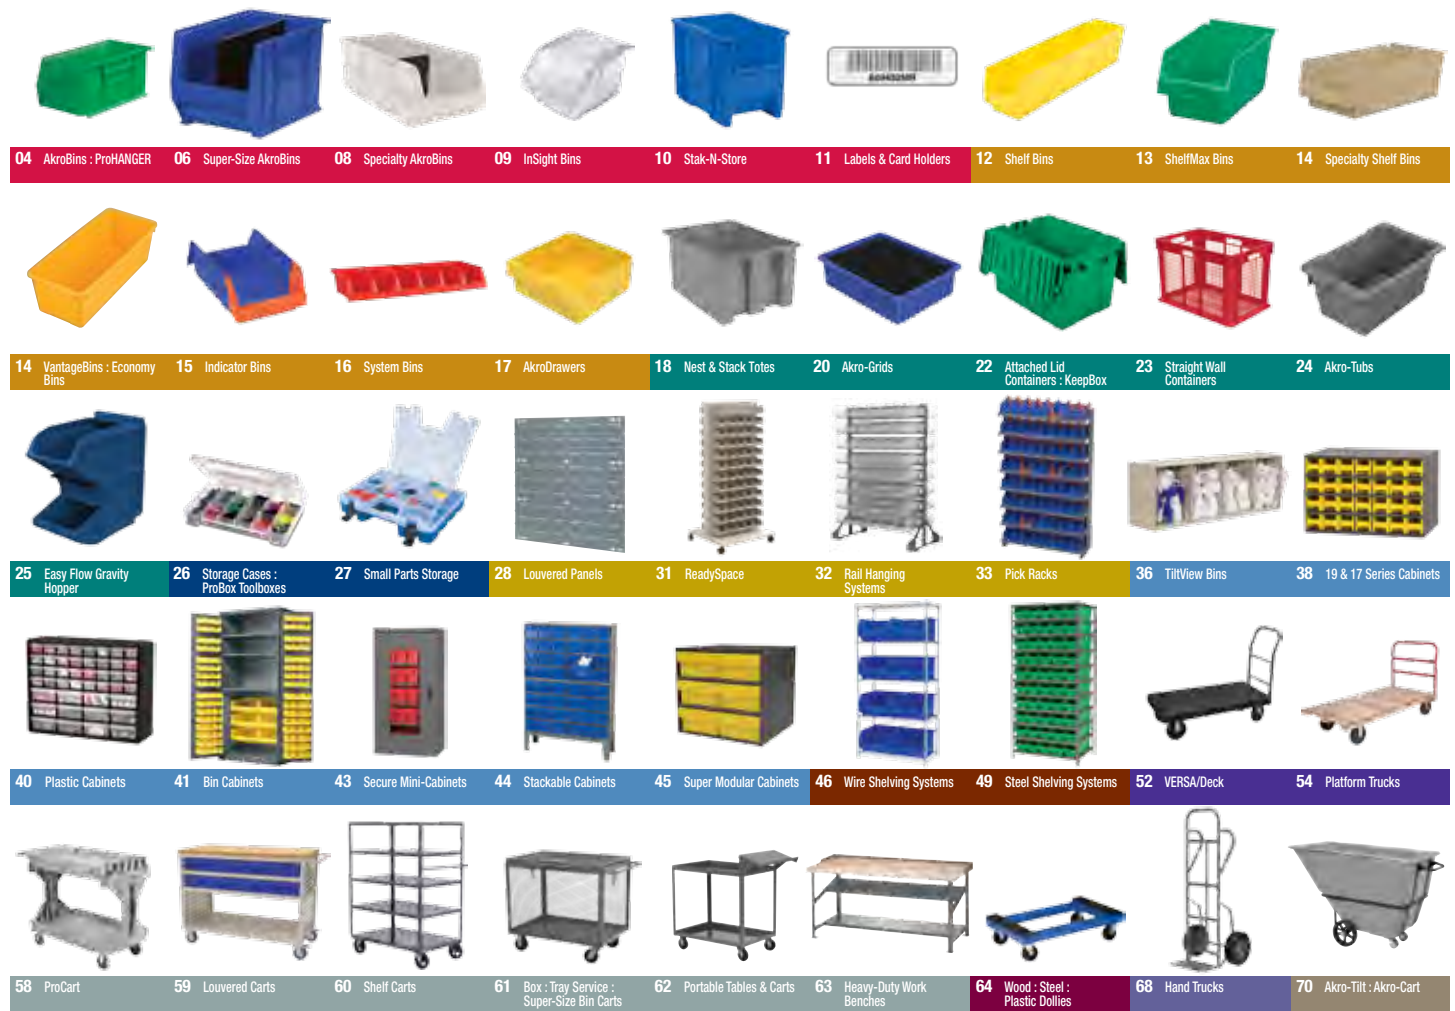 04 AkroBins : ProHANGER
06 Super-Size AkroBins
08 Specialty AkroBins
09 InSight Bins
10 Stak-N-Store
11 Labels & Card Holders
12 Shelf Bins
13 ShelfMax Bins
14 Specialty Shelf Bins
14 VantageBins : Economy
Bins
15 Indicator Bins
16 System Bins
17 AkroDrawers
18 Nest & Stack Totes
20 Akro-Grids
22 Attached Lid
Containers : KeepBox
23 Straight Wall
Containers
24 Akro-Tubs
25 Easy Flow Gravity
Hopper
26 Storage Cases :
ProBox Toolboxes
27 Small Parts Storage
28 Louvered Panels
31 ReadySpace
32 Rail Hanging
Systems
33 Pick Racks
36 TiltView Bins
38 19 & 17 Series Cabinets
40 Plastic Cabinets
41 Bin Cabinets
43 Secure Mini-Cabinets
44 Stackable Cabinets
45 Super Modular Cabinets
46 Wire Shelving Systems
49 Steel Shelving Systems
52 VERSA/Deck
54 Platform Trucks
58 ProCart
59 Louvered Carts
60 Shelf Carts
61 Box : Tray Service :
Super-Size Bin Carts
62 Portable Tables & Carts
63 Heavy-Duty Work
Benches
64 Wood : Steel :
Plastic Dollies
68 Hand Trucks
70 Akro-Tilt : Akro-Cart